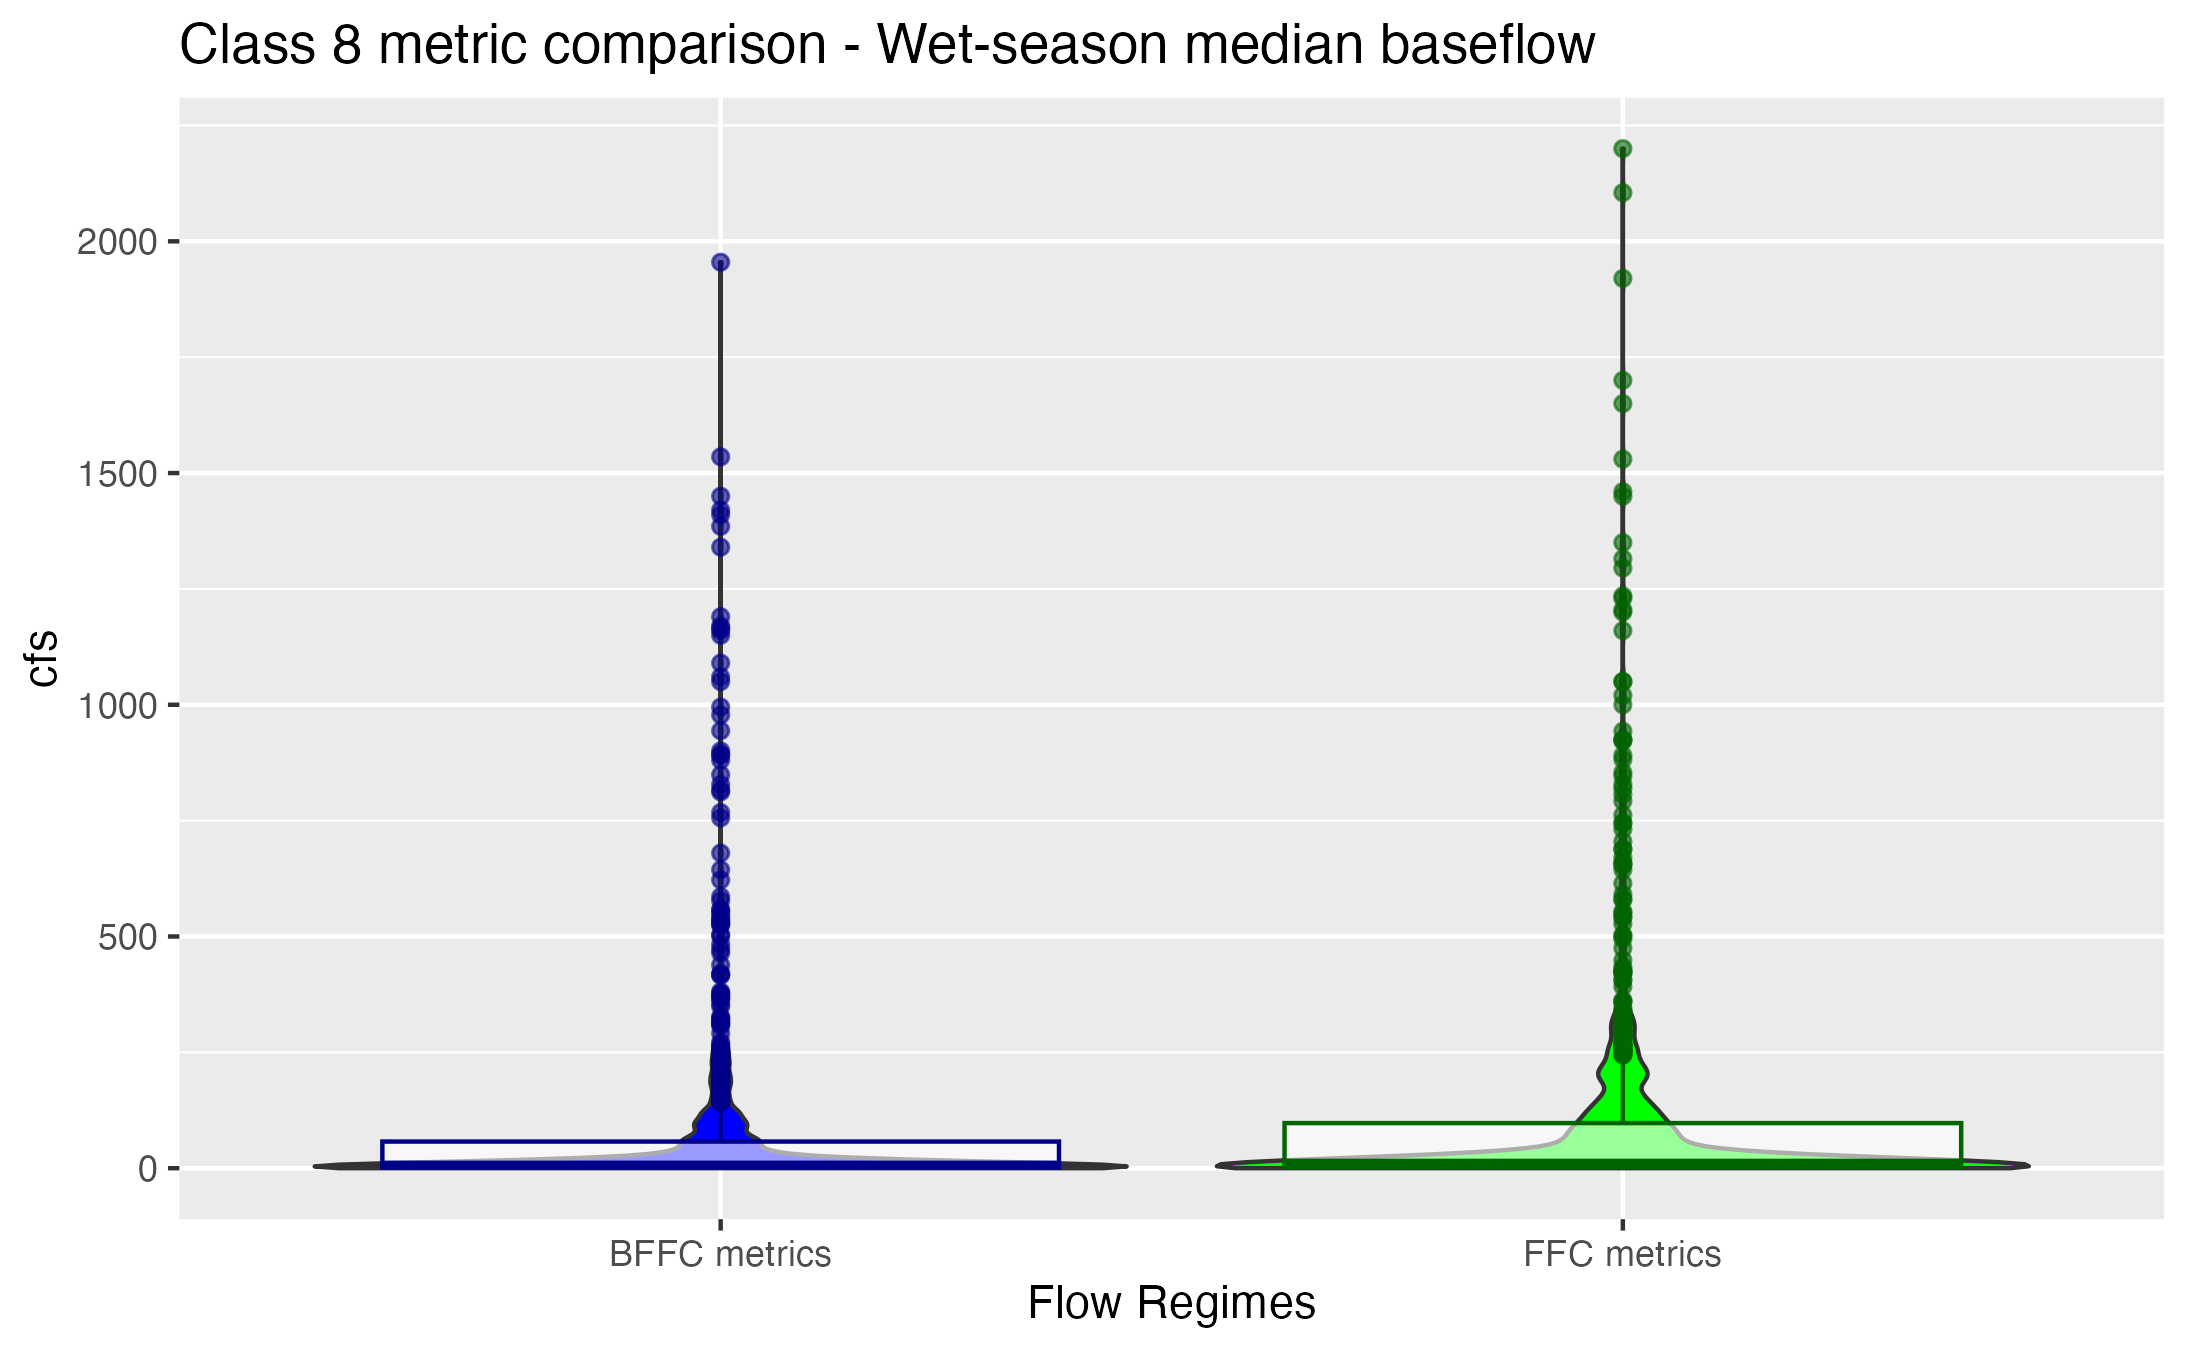 Class 8 metric comparison - Wet-season median baseflow
2000
1500
1000
500
0
cfs
BFFC metrics
FFC metrics
Flow Regimes